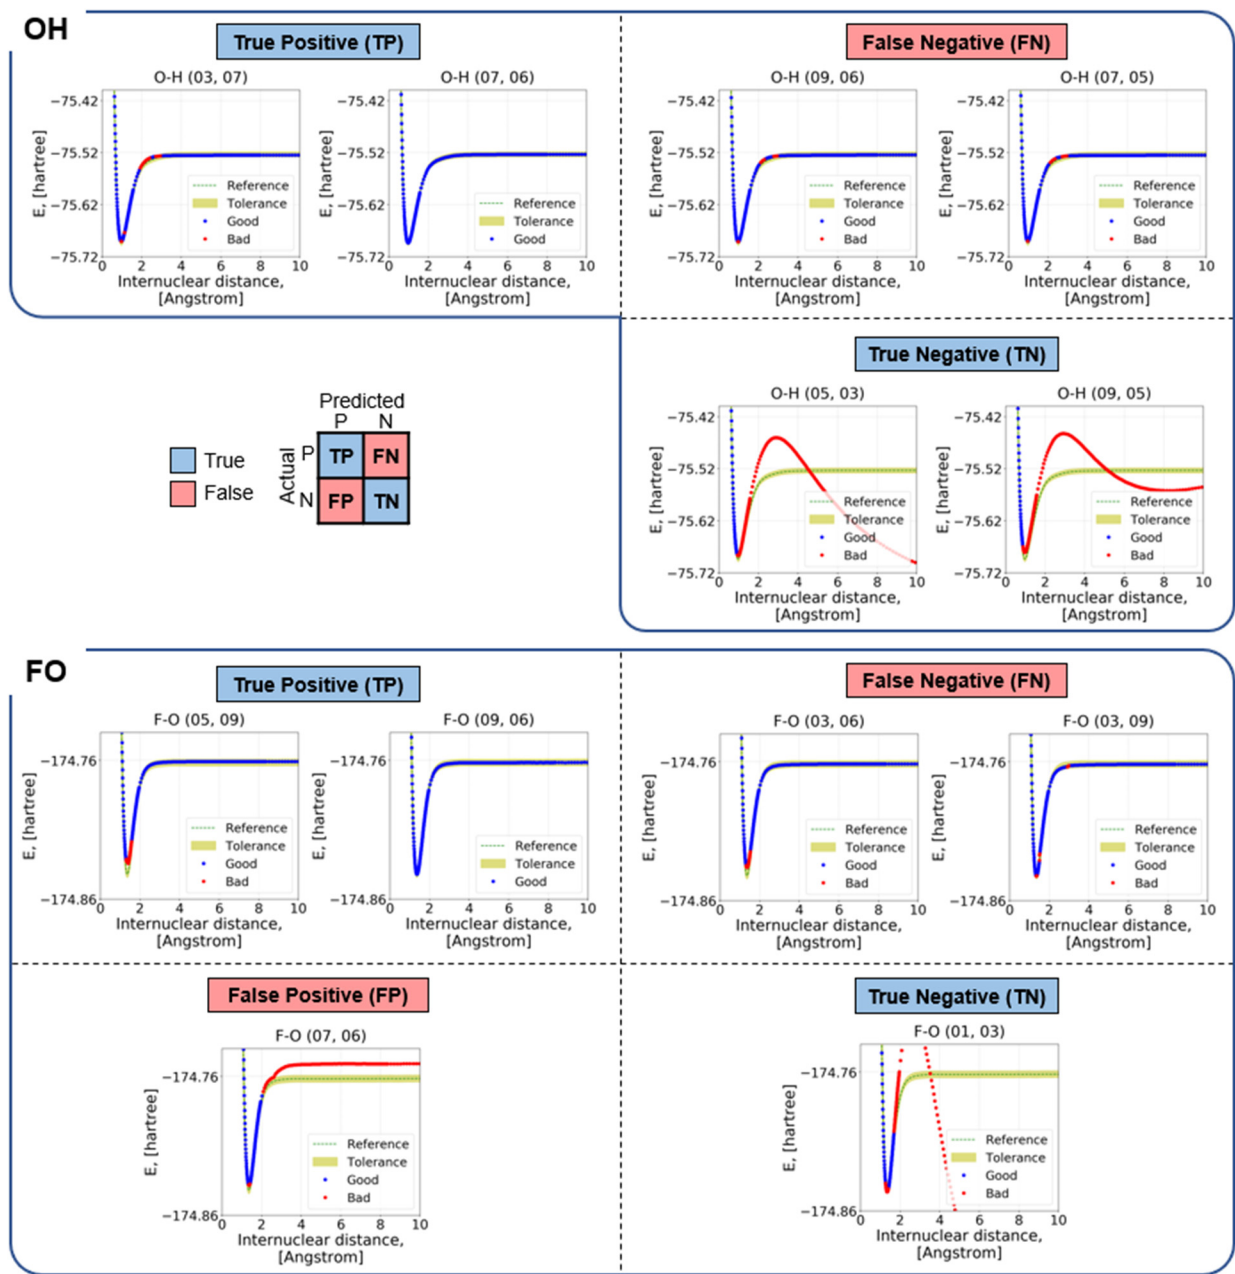 OH
True Positive (TP)
O-H (03, 07)
−75.42
−75.52
−75.62
−75.72
E, [hartree]
Reference
Tolerance
Good
Bad
0 2 4 6 8 10
Internuclear distance,
[Angstrom]
O-H (07, 06)
−75.42
−75.52
−75.62
−75.72
E, [hartree]
Reference
Tolerance
Good
0 2 4 6 8 10
Internuclear distance,
[Angstrom]
False Negative (FN)
O-H (09, 06)
−75.42
−75.52
−75.62
−75.72
E, [hartree]
Reference
Tolerance
Good
Bad
0 2 4 6 8 10
Internuclear distance,
[Angstrom]
O-H (07, 05)
−75.42
−75.52
−75.62
−75.72
E, [hartree]
Reference
Tolerance
Good
Bad
0 2 4 6 8 10
Internuclear distance,
[Angstrom]
True
False
Predicted
P N
Actual
P TP FN
N FP TN
True Negative (TN)
O-H (05, 03)
−75.42
−75.52
−75.62
−75.72
E, [hartree]
Reference
Tolerance
Good
Bad
0 2 4 6 8 10
Internuclear distance,
[Angstrom]
O-H (09, 05)
−75.42
−75.52
−75.62
−75.72
E, [hartree]
Reference
Tolerance
Good
Bad
0 2 4 6 8 10
Internuclear distance,
[Angstrom]
FO
True Positive (TP)
F-O (05, 09)
−174.76
−174.86
E, [hartree]
Reference
Tolerance
Good
Bad
0 2 4 6 8 10
Internuclear distance,
[Angstrom]
F-O (09, 06)
−174.76
−174.86
E, [hartree]
Reference
Tolerance
Good
0 2 4 6 8 10
Internuclear distance,
[Angstrom]
False Negative (FN)
F-O (03, 06)
−174.76
−174.86
E, [hartree]
Reference
Tolerance
Good
Bad
0 2 4 6 8 10
Internuclear distance,
[Angstrom]
F-O (03, 09)
−174.76
−174.86
E, [hartree]
Reference
Tolerance
Good
Bad
0 2 4 6 8 10
Internuclear distance,
[Angstrom]
False Positive (FP)
F-O (07, 06)
−174.76
−174.86
E, [hartree]
Reference
Tolerance
Good
Bad
0 2 4 6 8 10
Internuclear distance,
[Angstrom]
True Negative (TN)
F-O (01, 03)
−174.76
−174.86
E, [hartree]
Reference
Tolerance
Good
Bad
0 2 4 6 8 10
Internuclear distance,
[Angstrom]